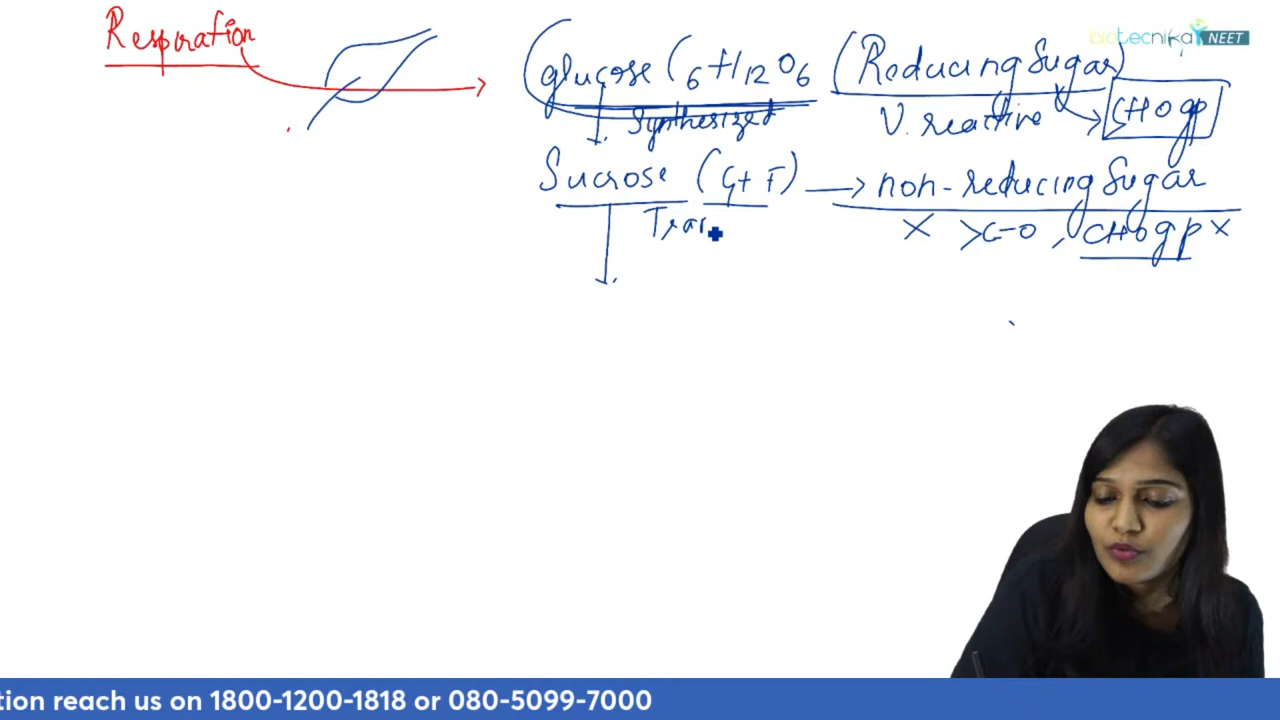 Respiration
biotecnika NEET
glucose (C6H12O6 (Reducing Sugar)
Synthesized V. reactive CHO gp
Sucrose (G+F) → non-reducing Sugar
Tra X >C=O, CHO gp X
tion reach us on 1800-1200-1818 or 080-5099-7000